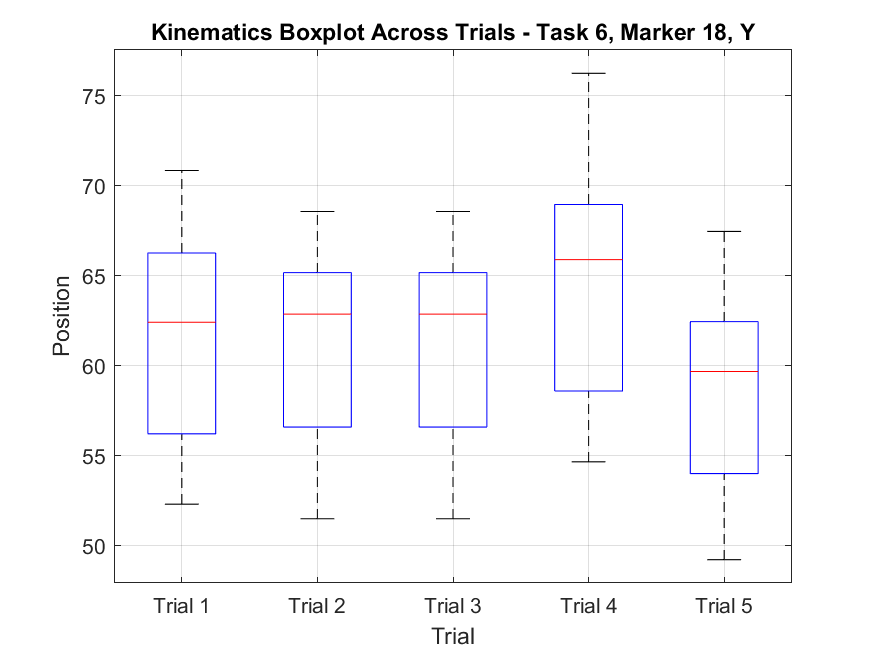 Kinematics Boxplot Across Trials - Task 6, Marker 18, Y
Position
75
70
65
60
55
50
Trial 1 Trial 2 Trial 3 Trial 4 Trial 5
Trial